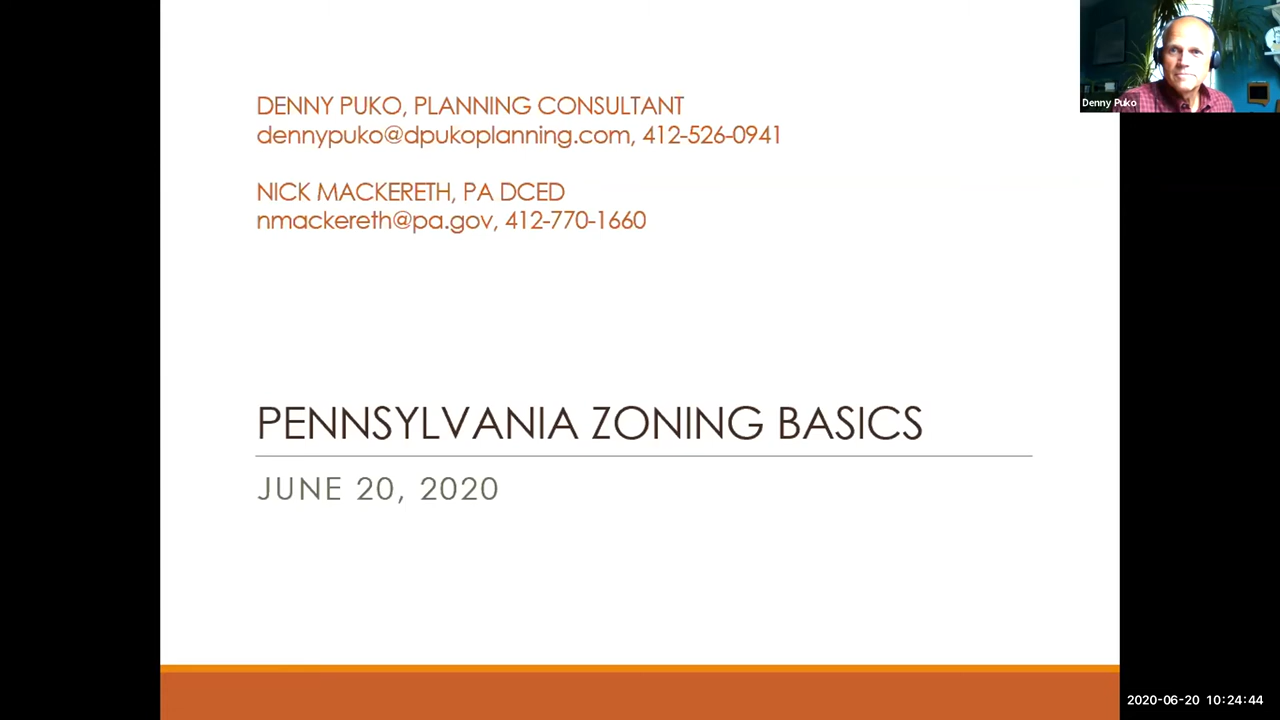 DENNY PUKO, PLANNING CONSULTANT
dennypuko@dpukoplanning.com, 412-526-0941
NICK MACKERETH, PA DCED
nmackereth@pa.gov, 412-770-1660
Denny Puko
PENNSYLVANIA ZONING BASICS
JUNE 20, 2020
2020-06-20 10:24:44